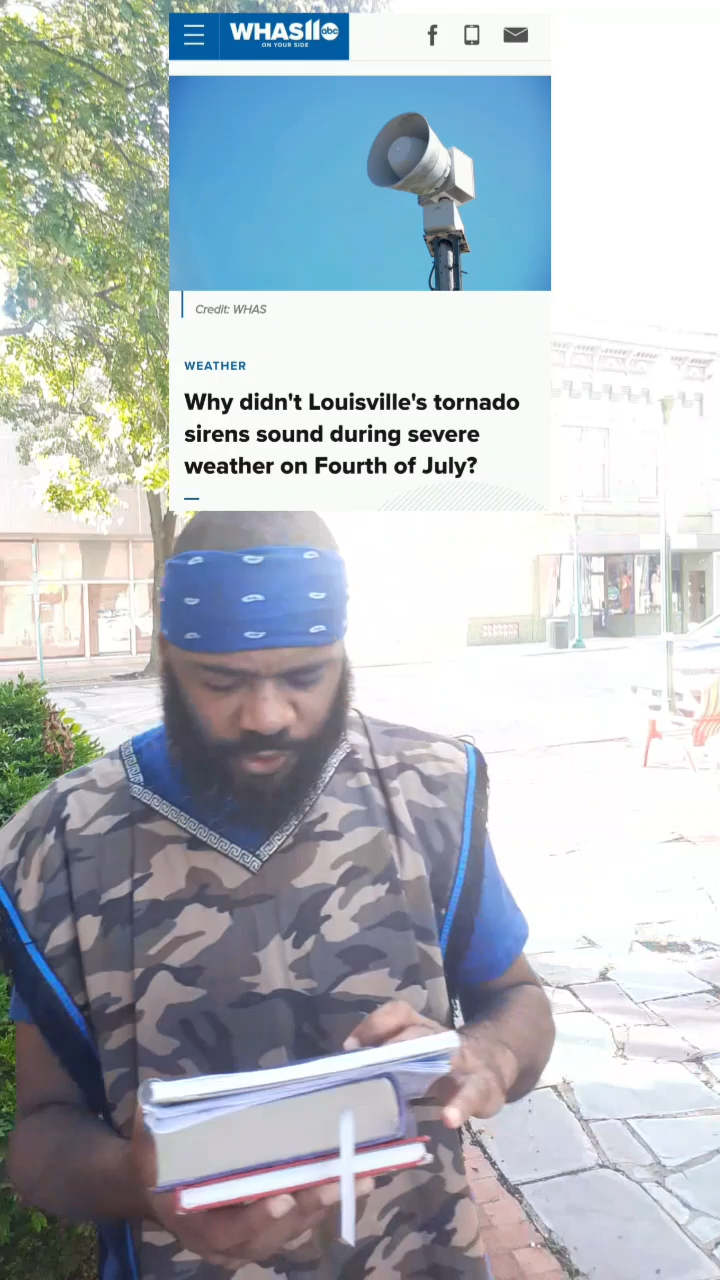 WHAS11 abc
ON YOUR SIDE
Credit: WHAS
WEATHER
Why didn't Louisville's tornado
sirens sound during severe
weather on Fourth of July?